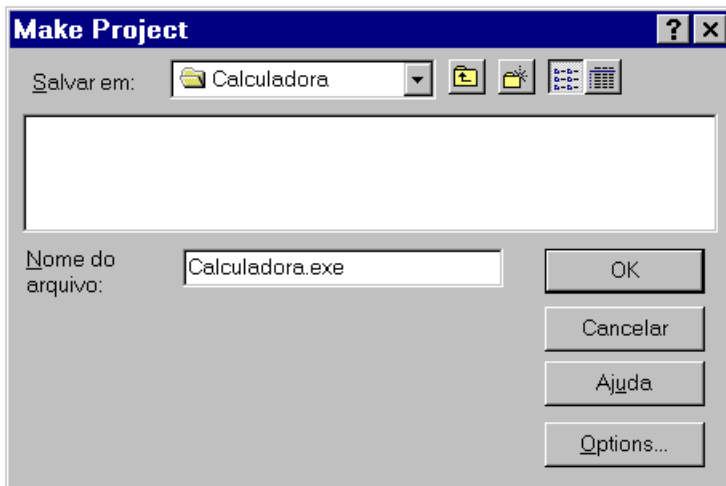 Make Project
Salvar em:
Calculadora
Nome do
arquivo:
Calculadora.exe
OK
Cancelar
Ajuda
Options...